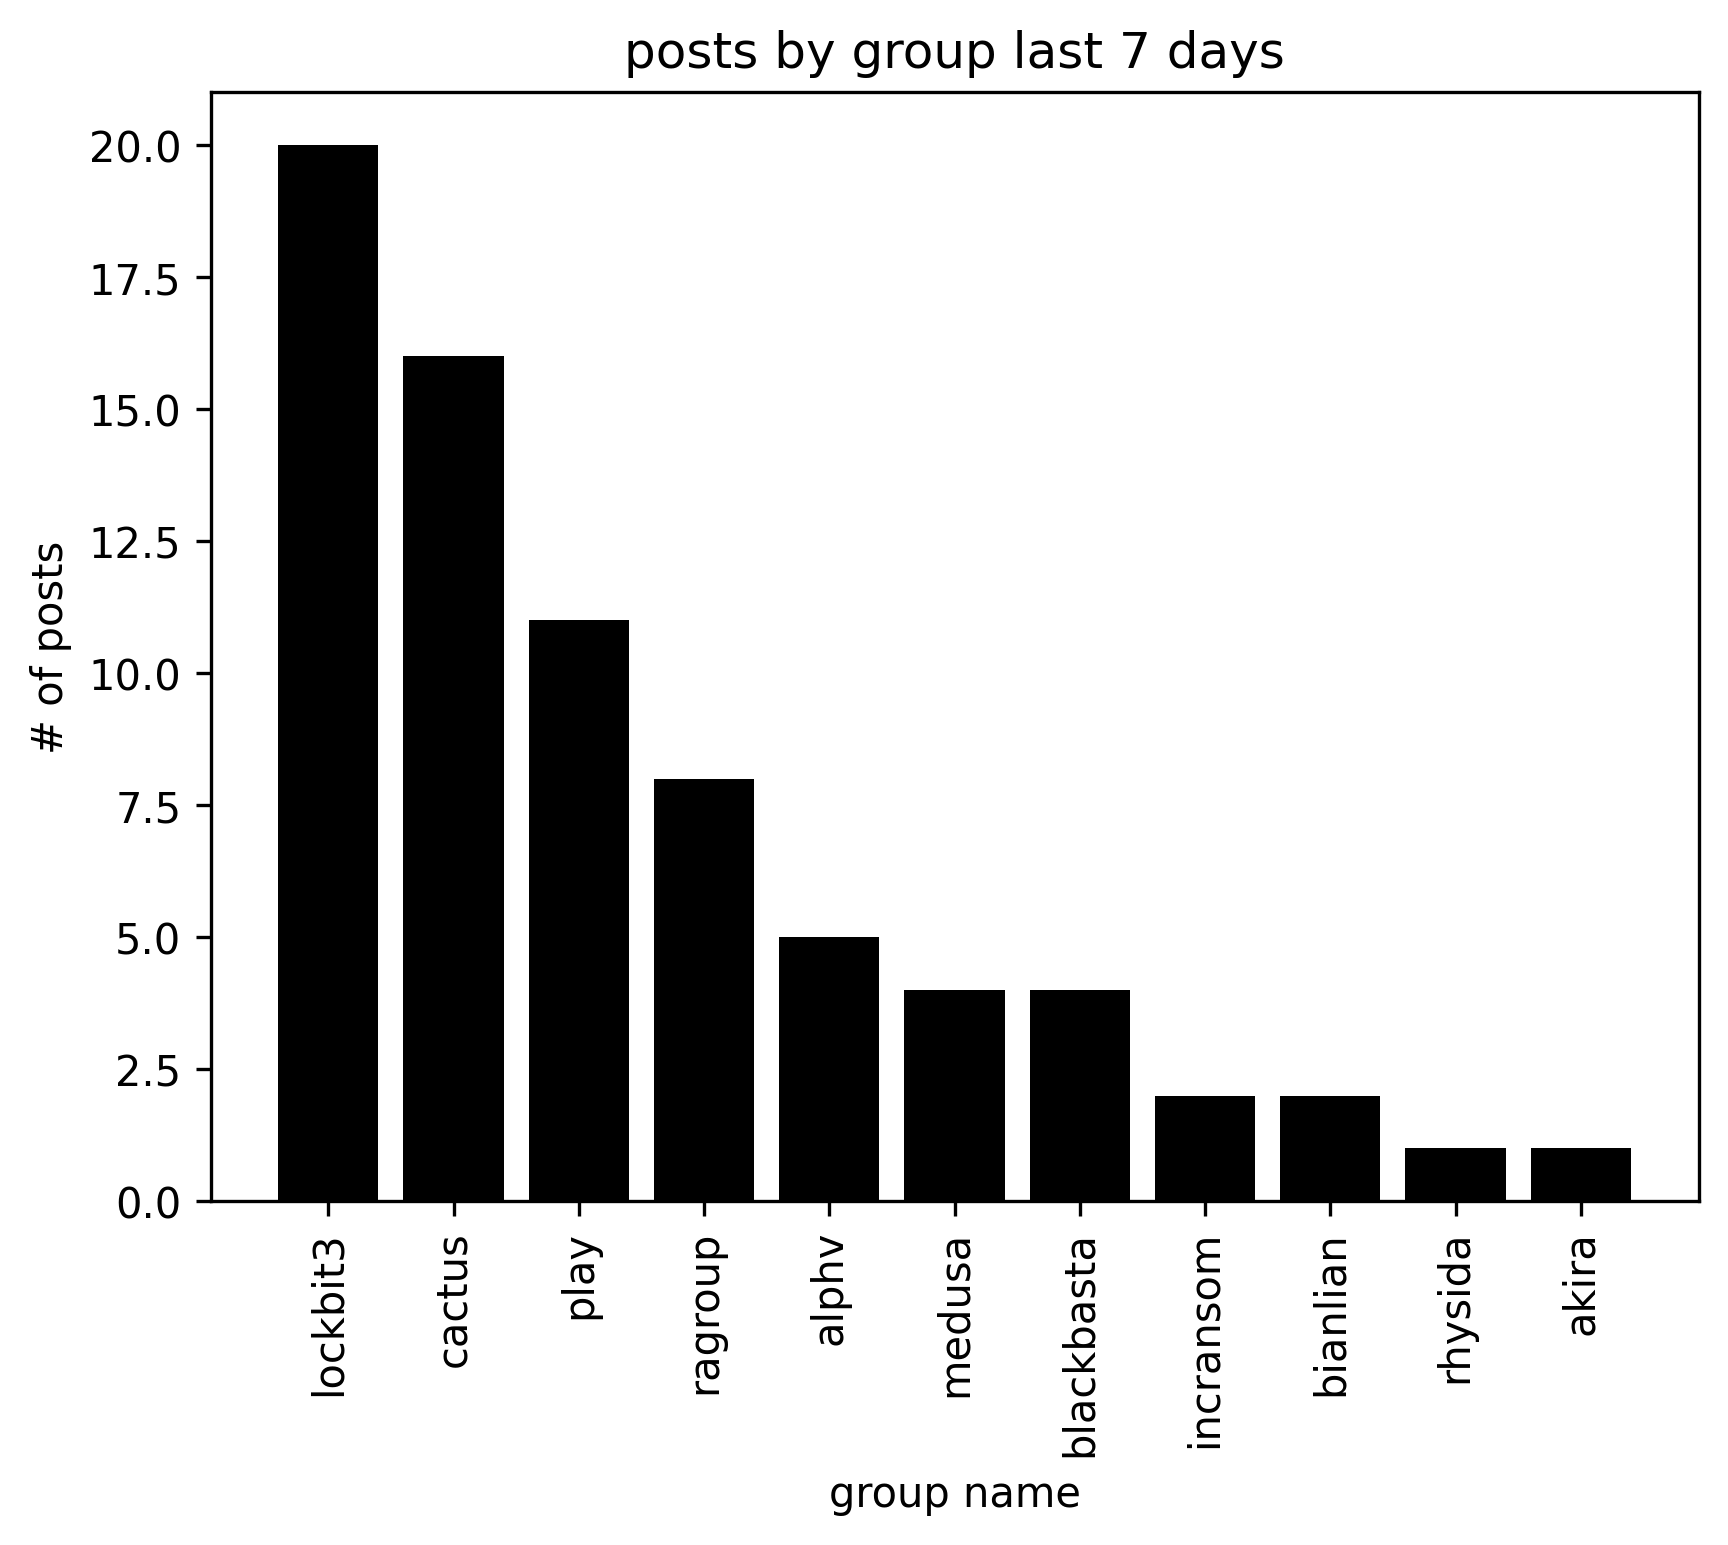 posts by group last 7 days
20.0
17.5
15.0
12.5
10.0
7.5
5.0
2.5
0.0
# of posts
lockbit3
cactus
play
ragroup
alphv
medusa
blackbasta
incransom
bianlian
rhysida
akira
group name